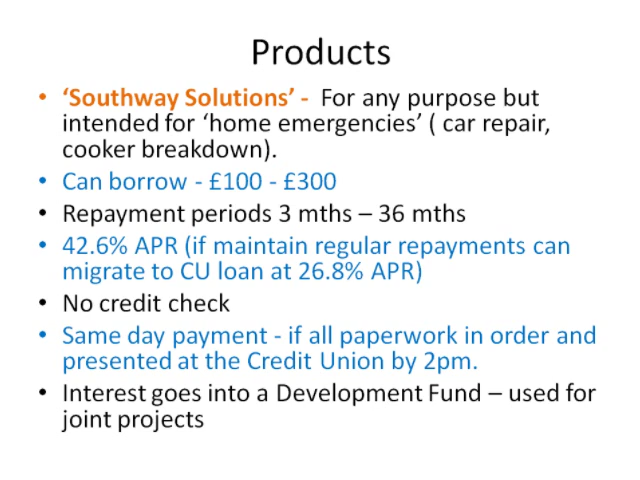 Products
• ‘Southway Solutions’ - For any purpose but
intended for ‘home emergencies’ ( car repair,
cooker breakdown).
• Can borrow - £100 - £300
• Repayment periods 3 mths – 36 mths
• 42.6% APR (if maintain regular repayments can
migrate to CU loan at 26.8% APR)
• No credit check
• Same day payment - if all paperwork in order and
presented at the Credit Union by 2pm.
• Interest goes into a Development Fund – used for
joint projects